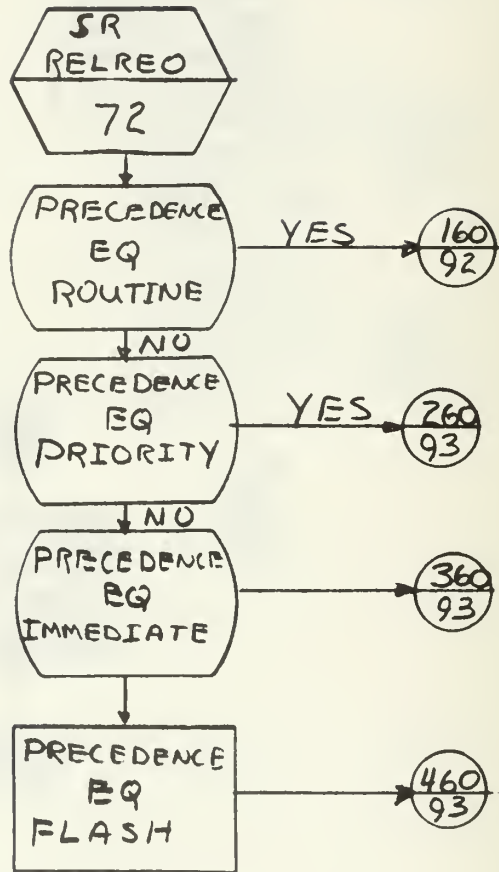 SR
RELREO
72
PRECEDENCE
EQ
ROUTINE
YES
160
92
NO
PRECEDENCE
EQ
PRIORITY
YES
260
93
NO
PRECEDENCE
EQ
IMMEDIATE
360
93
PRECEDENCE
EQ
FLASH
460
93